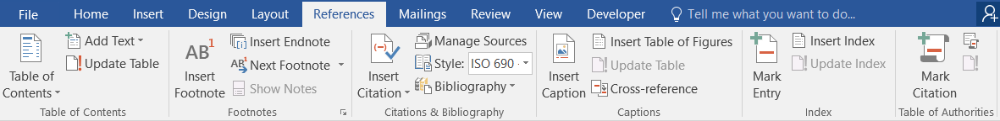 File Home Insert Design Layout References Mailings Review View Developer Tell me what you want to do...
Table of
Contents
Add Text
Update Table
Table of Contents
AB1
Insert
Footnote
Insert Endnote
AB1 Next Footnote
Show Notes
Footnotes
Insert
Citation
Manage Sources
Style: ISO 690
Bibliography
Citations & Bibliography
Insert
Caption
Insert Table of Figures
Update Table
Cross-reference
Captions
Mark
Entry
Insert Index
Update Index
Index
Mark
Citation
Table of Authorities